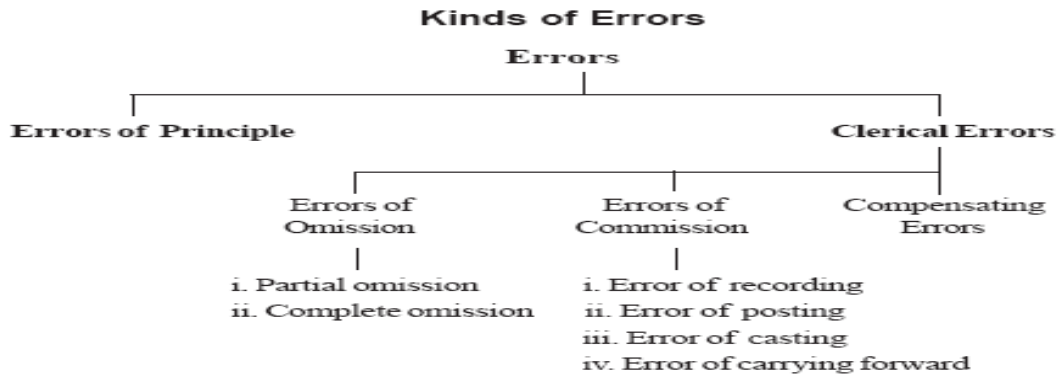 Kinds of Errors
Errors
Errors of Principle
Clerical Errors
Errors of
Omission
Errors of
Commission
Compensating
Errors
i. Partial omission
ii. Complete omission
i. Error of recording
ii. Error of posting
iii. Error of casting
iv. Error of carrying forward